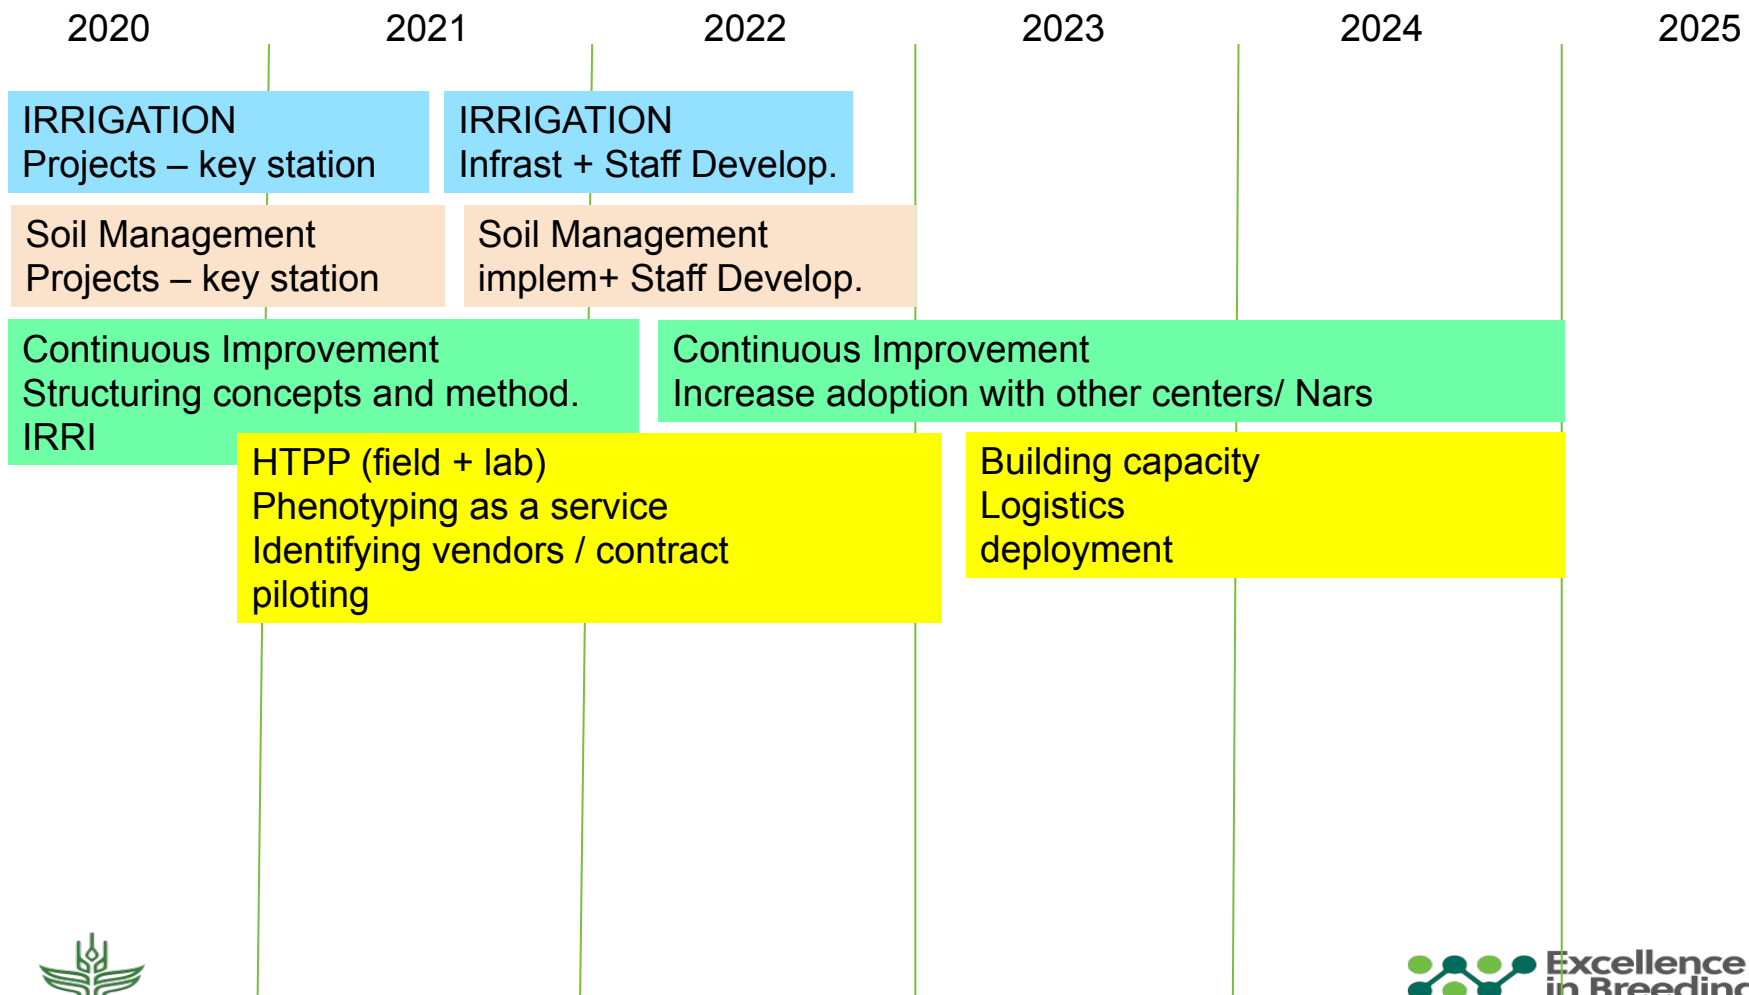 2020 2021 2022 2023 2024 2025
IRRIGATION
Projects – key station
IRRIGATION
Infrast + Staff Develop.
Soil Management
Projects – key station
Soil Management
implem+ Staff Develop.
Continuous Improvement
Structuring concepts and method.
IRRI
Continuous Improvement
Increase adoption with other centers/ Nars
HTPP (field + lab)
Phenotyping as a service
Identifying vendors / contract
piloting
Building capacity
Logistics
deployment
Excellence
in Breeding